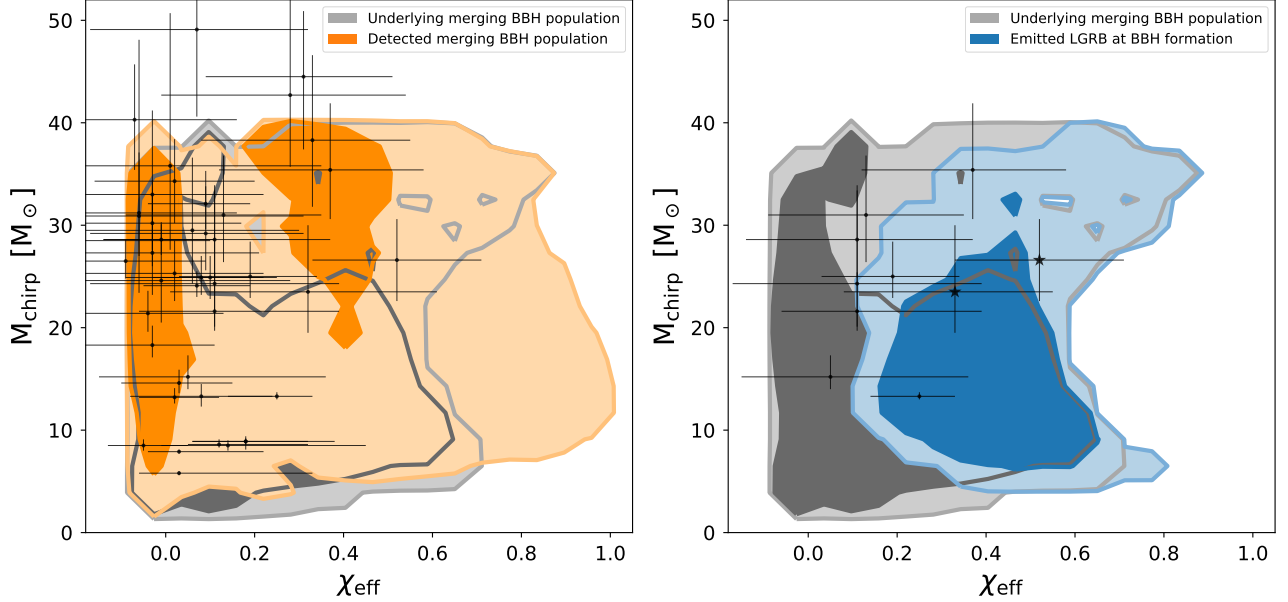 50
40
30
20
10
0
M_chirp [M_⊙]
Underlying merging BBH population
Detected merging BBH population
0.0 0.2 0.4 0.6 0.8 1.0
χ_eff
50
40
30
20
10
0
M_chirp [M_⊙]
Underlying merging BBH population
Emitted LGRB at BBH formation
0.0 0.2 0.4 0.6 0.8 1.0
χ_eff